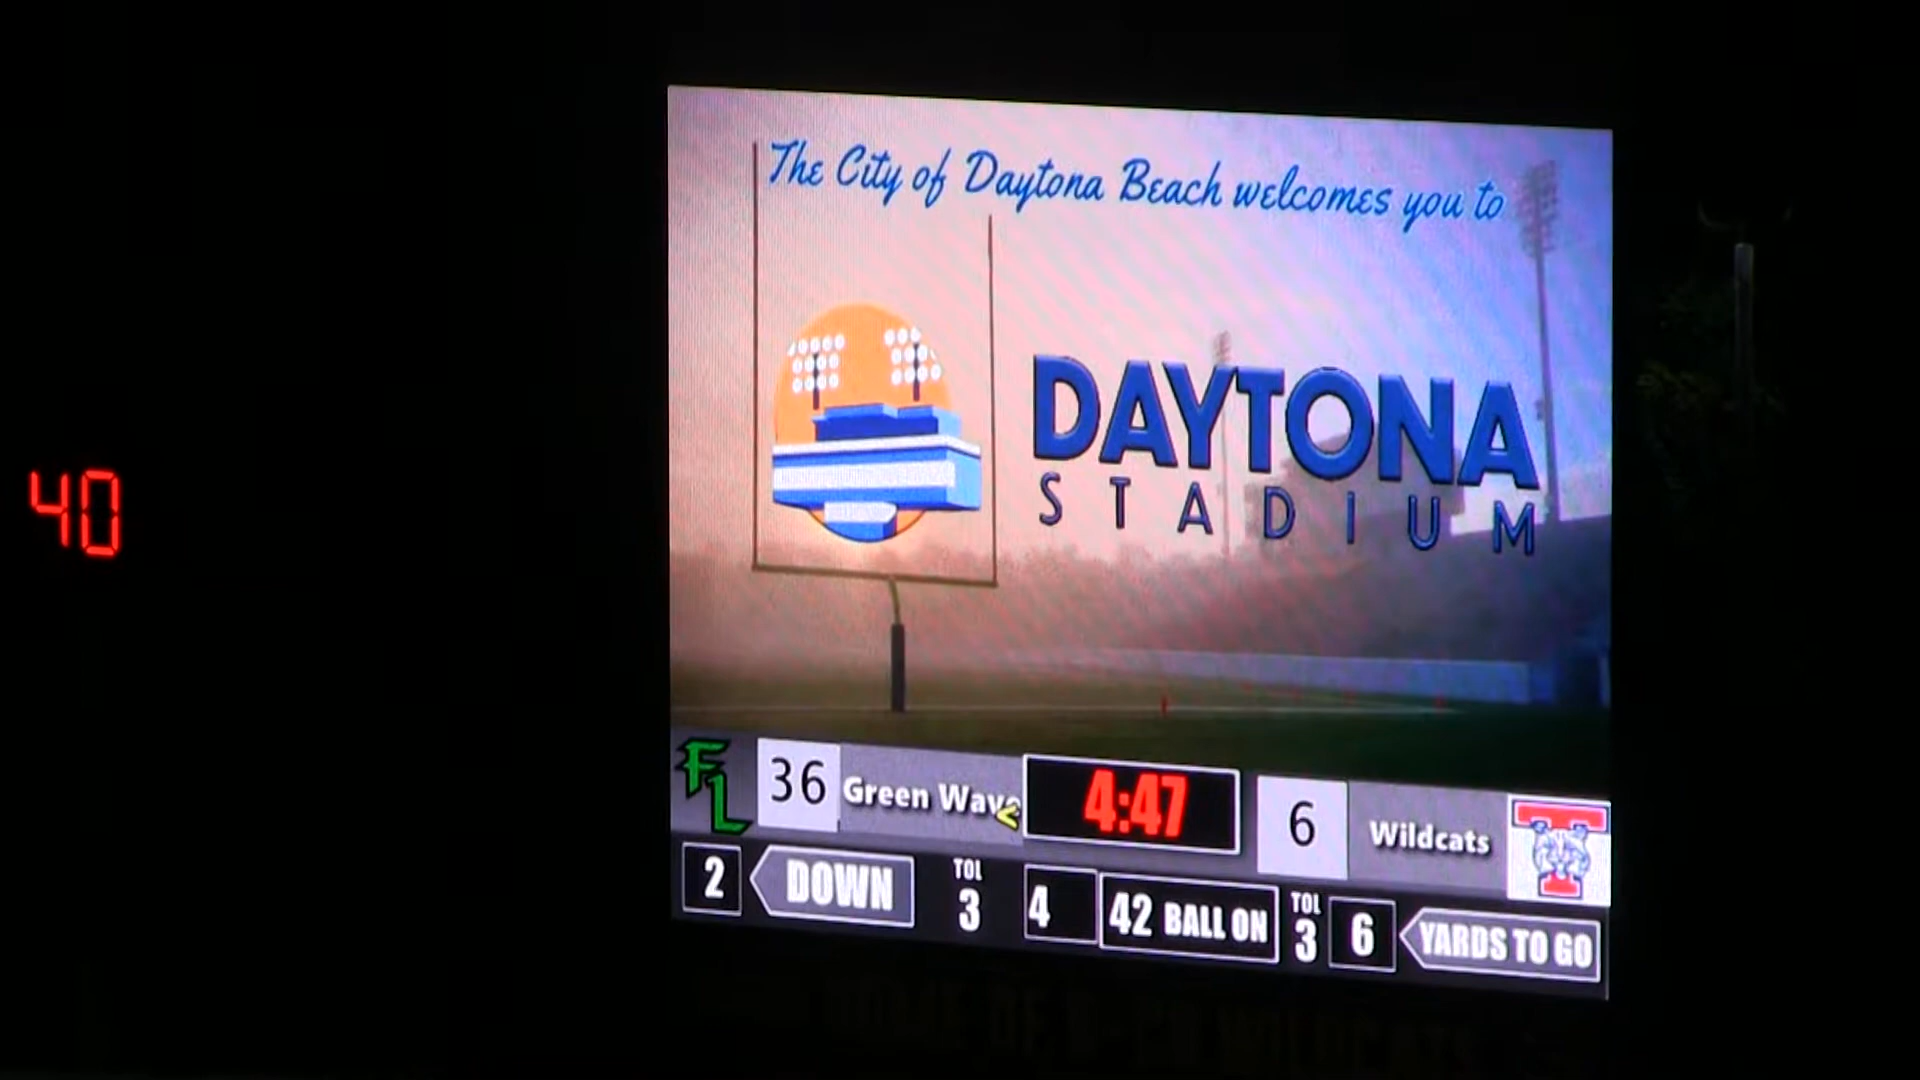 The City of Daytona Beach welcomes you to
DAYTONA
STADIUM
40
FL 36 Green Wave < 4:47 6 Wildcats T
2 DOWN TOL 3 4 42 BALL ON TOL 3 6 YARDS TO GO